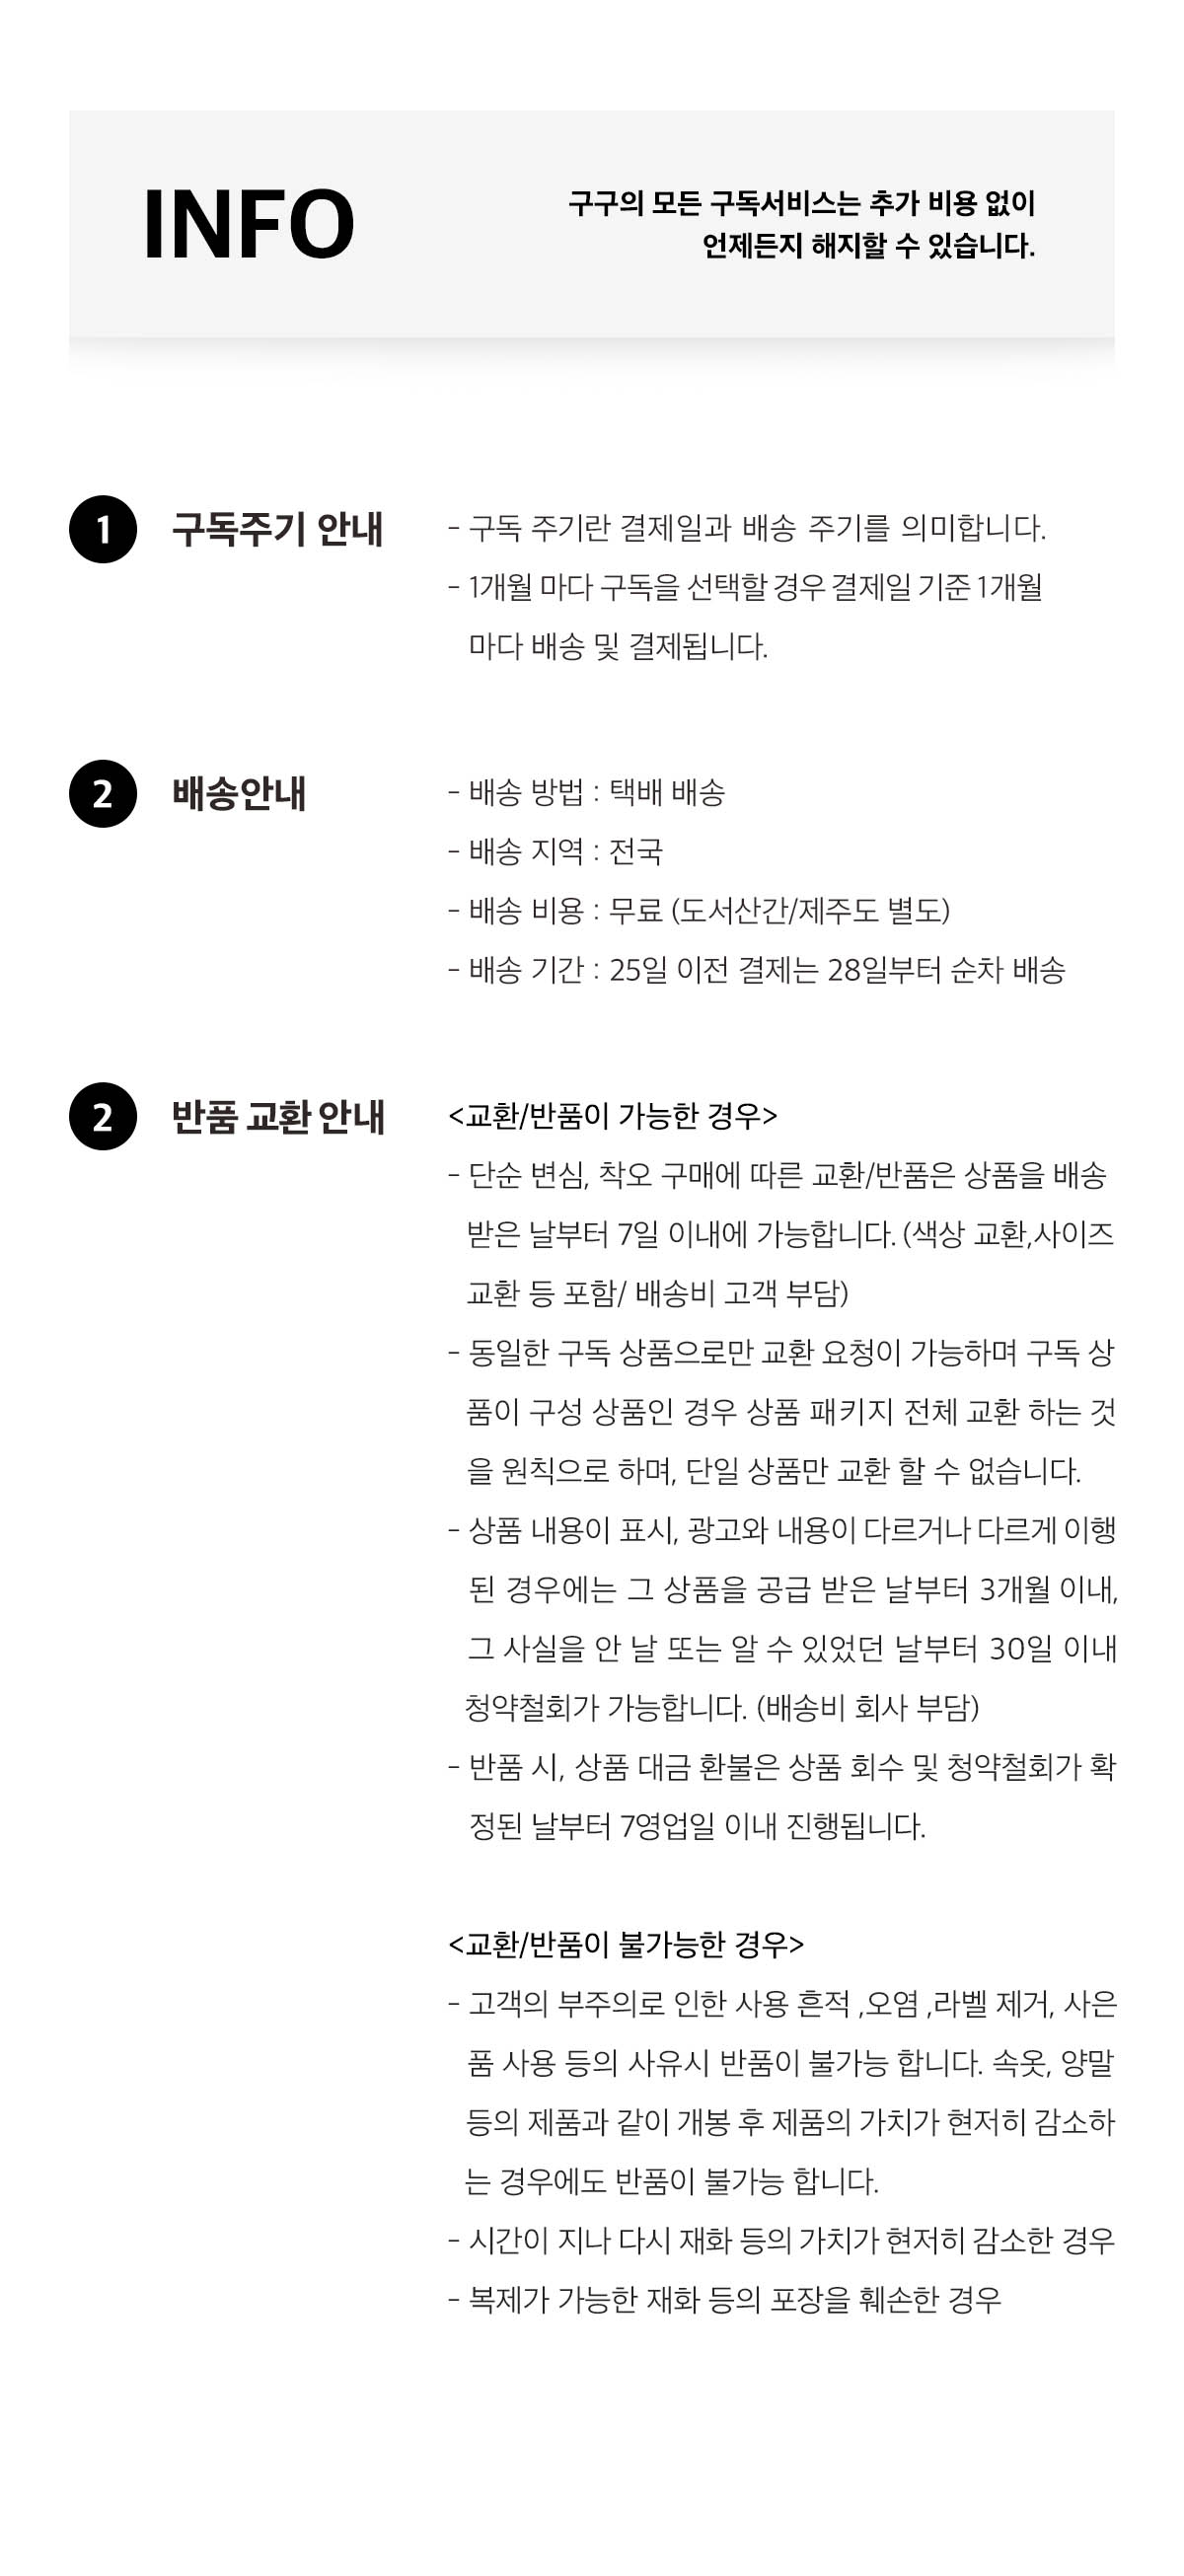 INFO
구구의 모든 구독서비스는 추가 비용 없이
언제든지 해지할 수 있습니다.
1 구독주기 안내
- 구독 주기란 결제일과 배송 주기를 의미합니다.
- 1개월 마다 구독을 선택할 경우 결제일 기준 1개월
마다 배송 및 결제됩니다.
2 배송안내
- 배송 방법 : 택배 배송
- 배송 지역 : 전국
- 배송 비용 : 무료 (도서산간/제주도 별도)
- 배송 기간 : 25일 이전 결제는 28일부터 순차 배송
2 반품 교환 안내
<교환/반품이 가능한 경우>
- 단순 변심, 착오 구매에 따른 교환/반품은 상품을 배송
받은 날부터 7일 이내에 가능합니다. (색상 교환,사이즈
교환 등 포함/ 배송비 고객 부담)
- 동일한 구독 상품으로만 교환 요청이 가능하며 구독 상
품이 구성 상품인 경우 상품 패키지 전체 교환 하는 것
을 원칙으로 하며, 단일 상품만 교환 할 수 없습니다.
- 상품 내용이 표시, 광고와 내용이 다르거나 다르게 이행
된 경우에는 그 상품을 공급 받은 날부터 3개월 이내,
그 사실을 안 날 또는 알 수 있었던 날부터 30일 이내
청약철회가 가능합니다. (배송비 회사 부담)
- 반품 시, 상품 대금 환불은 상품 회수 및 청약철회가 확
정된 날부터 7영업일 이내 진행됩니다.
<교환/반품이 불가능한 경우>
- 고객의 부주의로 인한 사용 흔적 ,오염 ,라벨 제거, 사은
품 사용 등의 사유시 반품이 불가능 합니다. 속옷, 양말
등의 제품과 같이 개봉 후 제품의 가치가 현저히 감소하
는 경우에도 반품이 불가능 합니다.
- 시간이 지나 다시 재화 등의 가치가 현저히 감소한 경우
- 복제가 가능한 재화 등의 포장을 훼손한 경우